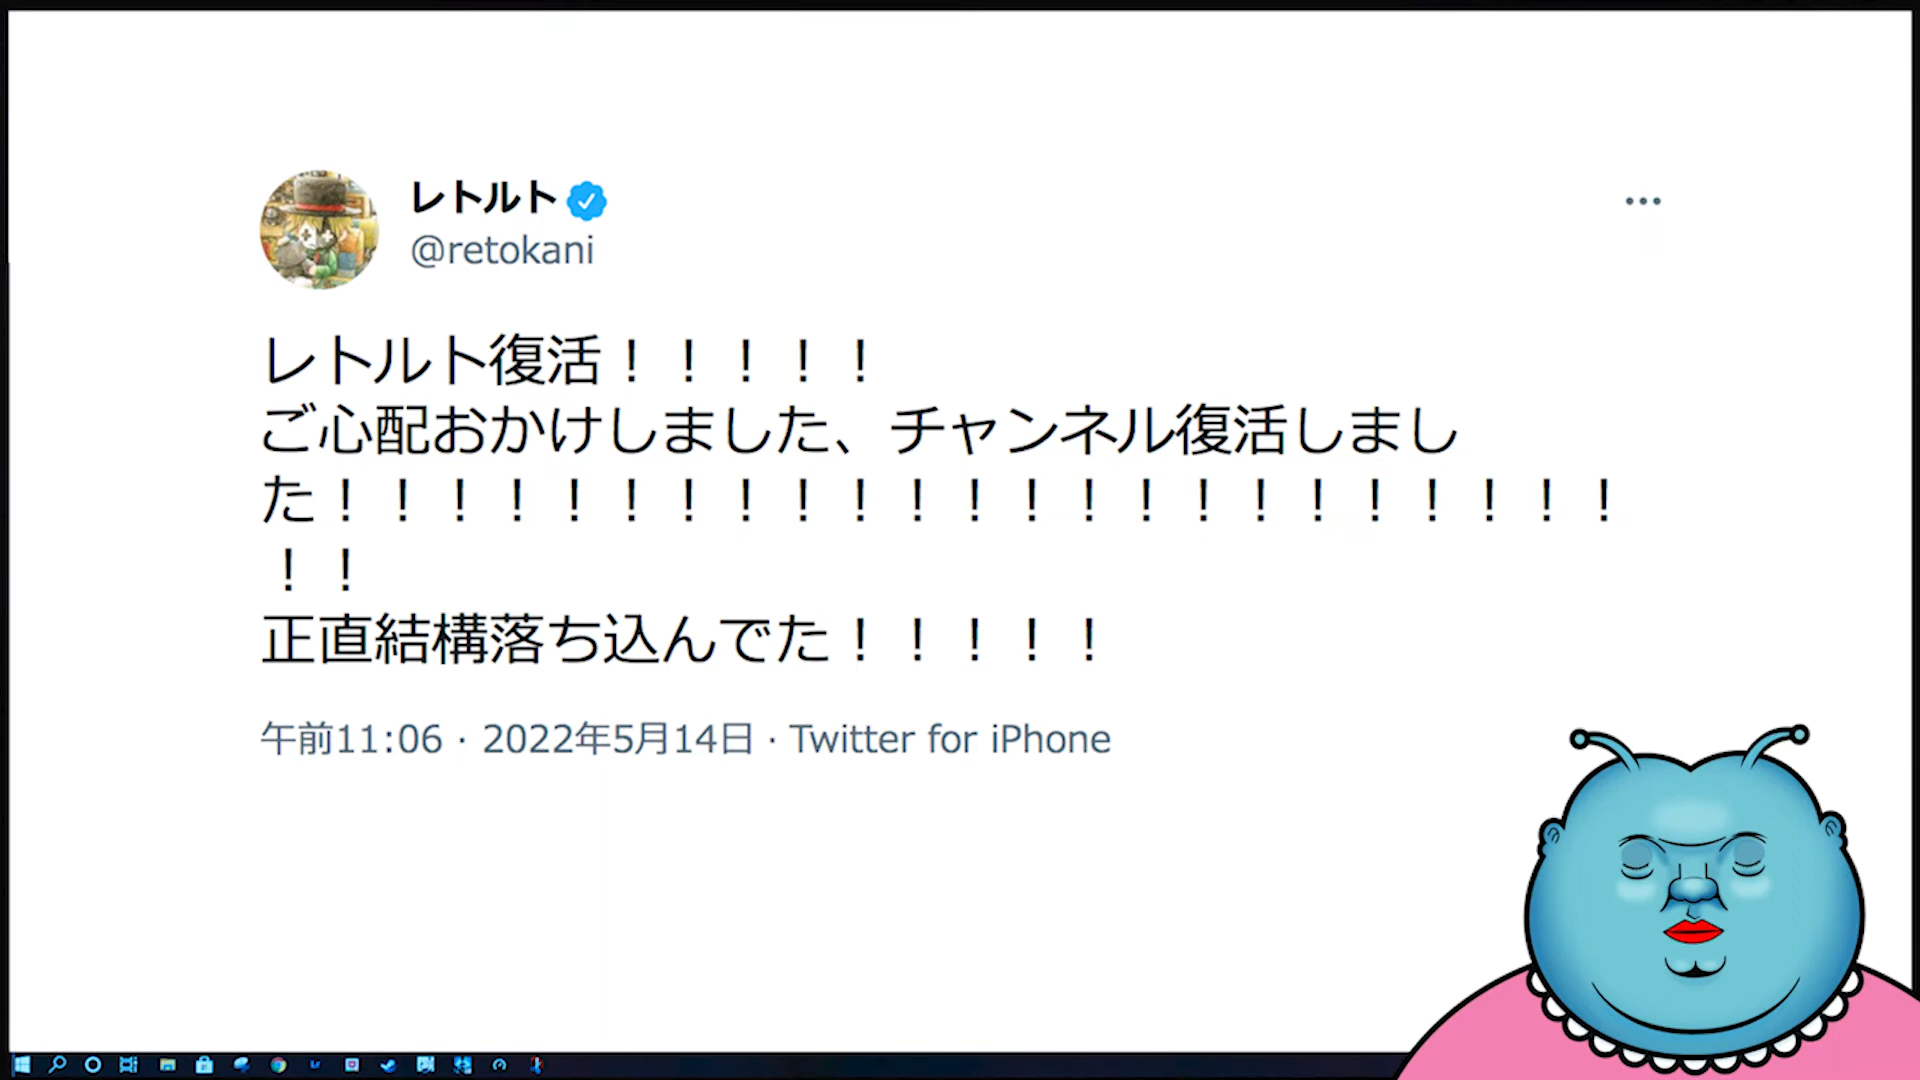 レトルト
@retokani
レトルト復活！！！！！
ご心配おかけしました、チャンネル復活しまし
た！！！！！！！！！！！！！！！！！！！！！！！
！！
正直結構落ち込んでた！！！！！
午前11:06 · 2022年5月14日 · Twitter for iPhone